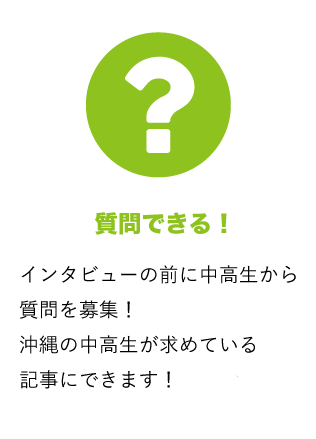 ?
質問できる！
インタビューの前に中高生から
質問を募集！
沖縄の中高生が求めている
記事にできます！